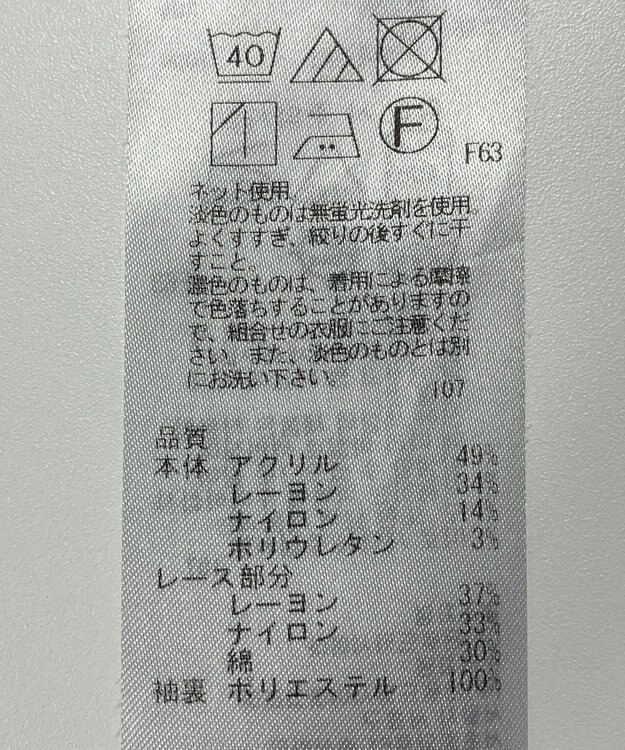 40
F
F63
ネット使用。
淡色のものは無蛍光洗剤を使用。
よくすすぎ、絞りの後すぐに干
すこと。
濃色のものは、着用による摩擦
で色落ちすることがありますの
で、組合せの衣服にご注意くだ
さい。また、淡色のものとは別
にお洗い下さい。
107
品質
本体 アクリル 49%
レーヨン 34%
ナイロン 14%
ポリウレタン 3%
レース部分
レーヨン 37%
ナイロン 33%
綿 30%
袖裏 ポリエステル 100%